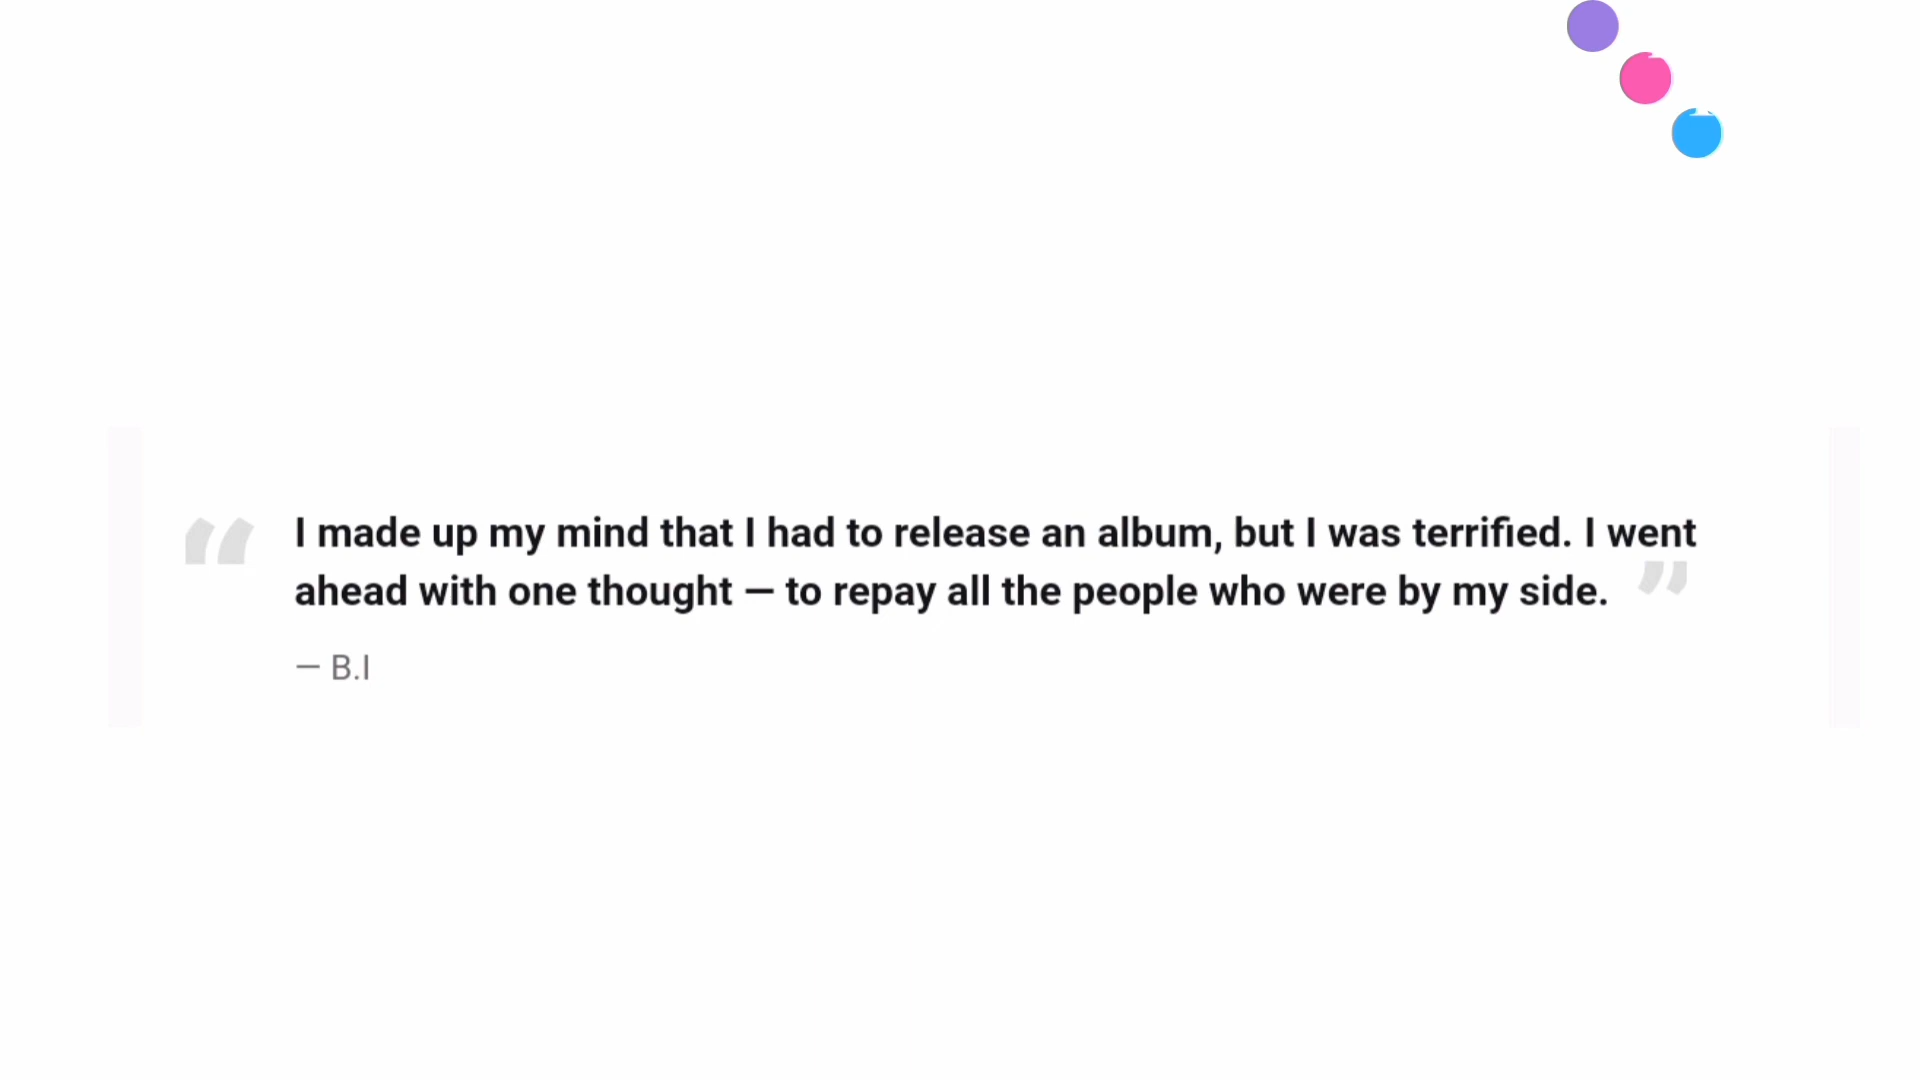 “ I made up my mind that I had to release an album, but I was terrified. I went
ahead with one thought — to repay all the people who were by my side. ”
— B.I